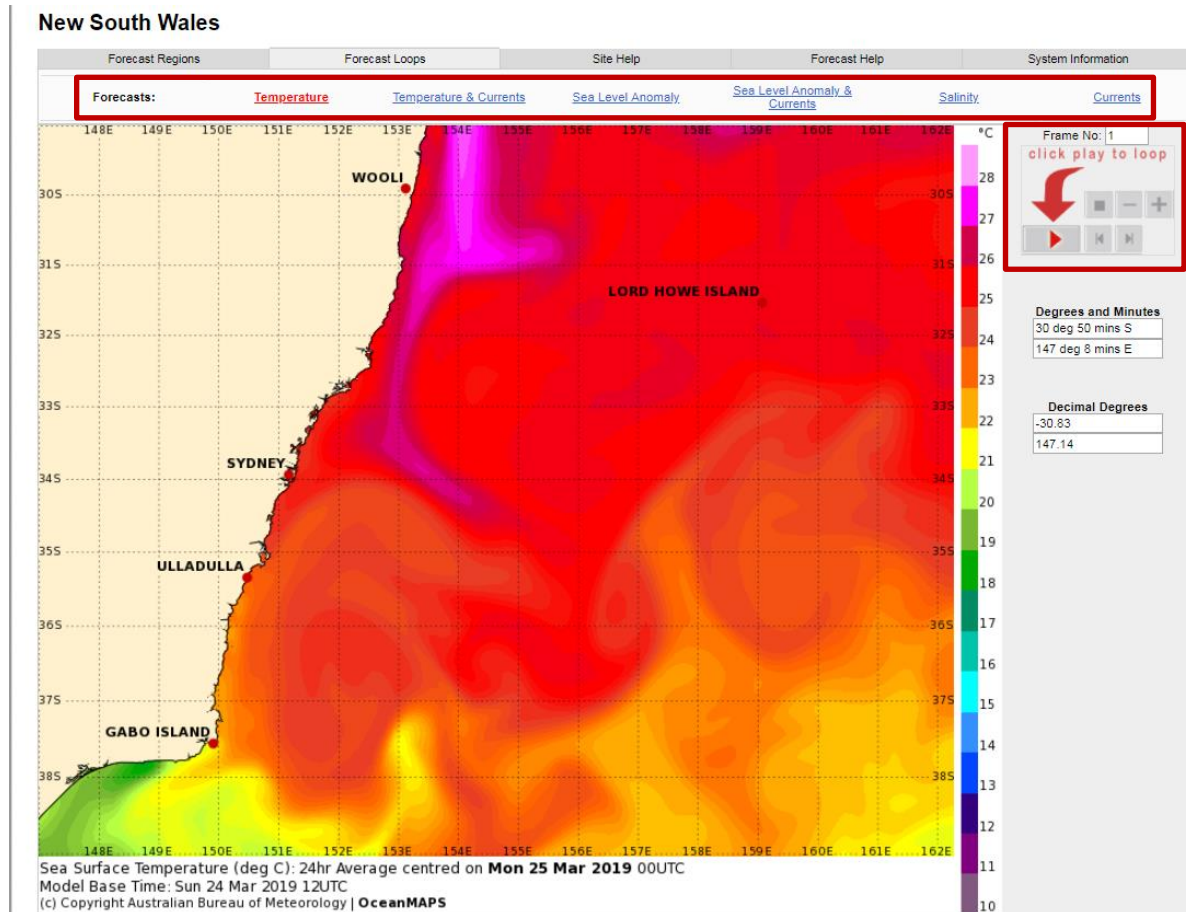 New South Wales
Forecast Regions Forecast Loops Site Help Forecast Help System Information
Forecasts: Temperature Temperature & Currents Sea Level Anomaly Sea Level Anomaly & Currents Salinity Currents
148E 149E 150E 151E 152E 153E 154E 155E 156E 157E 158E 159E 160E 161E 162E °C
Frame No: 1
click play to loop
28
WOOLI
30S 30S
27
26
31S 31S
LORD HOWE ISLAND
25
Degrees and Minutes
30 deg 50 mins S
147 deg 8 mins E
32S 32S
24
23
33S 33S
Decimal Degrees
-30.83
147.14
22
SYDNEY
21
34S 34S
20
19
35S 35S
ULLADULLA
18
36S 36S
17
16
37S 37S
15
GABO ISLAND
14
38S 38S
13
12
148E 149E 150E 151E 152E 153E 154E 155E 156E 157E 158E 159E 160E 161E 162E
11
10
Sea Surface Temperature (deg C): 24hr Average centred on Mon 25 Mar 2019 00UTC
Model Base Time: Sun 24 Mar 2019 12UTC
(c) Copyright Australian Bureau of Meteorology | OceanMAPS